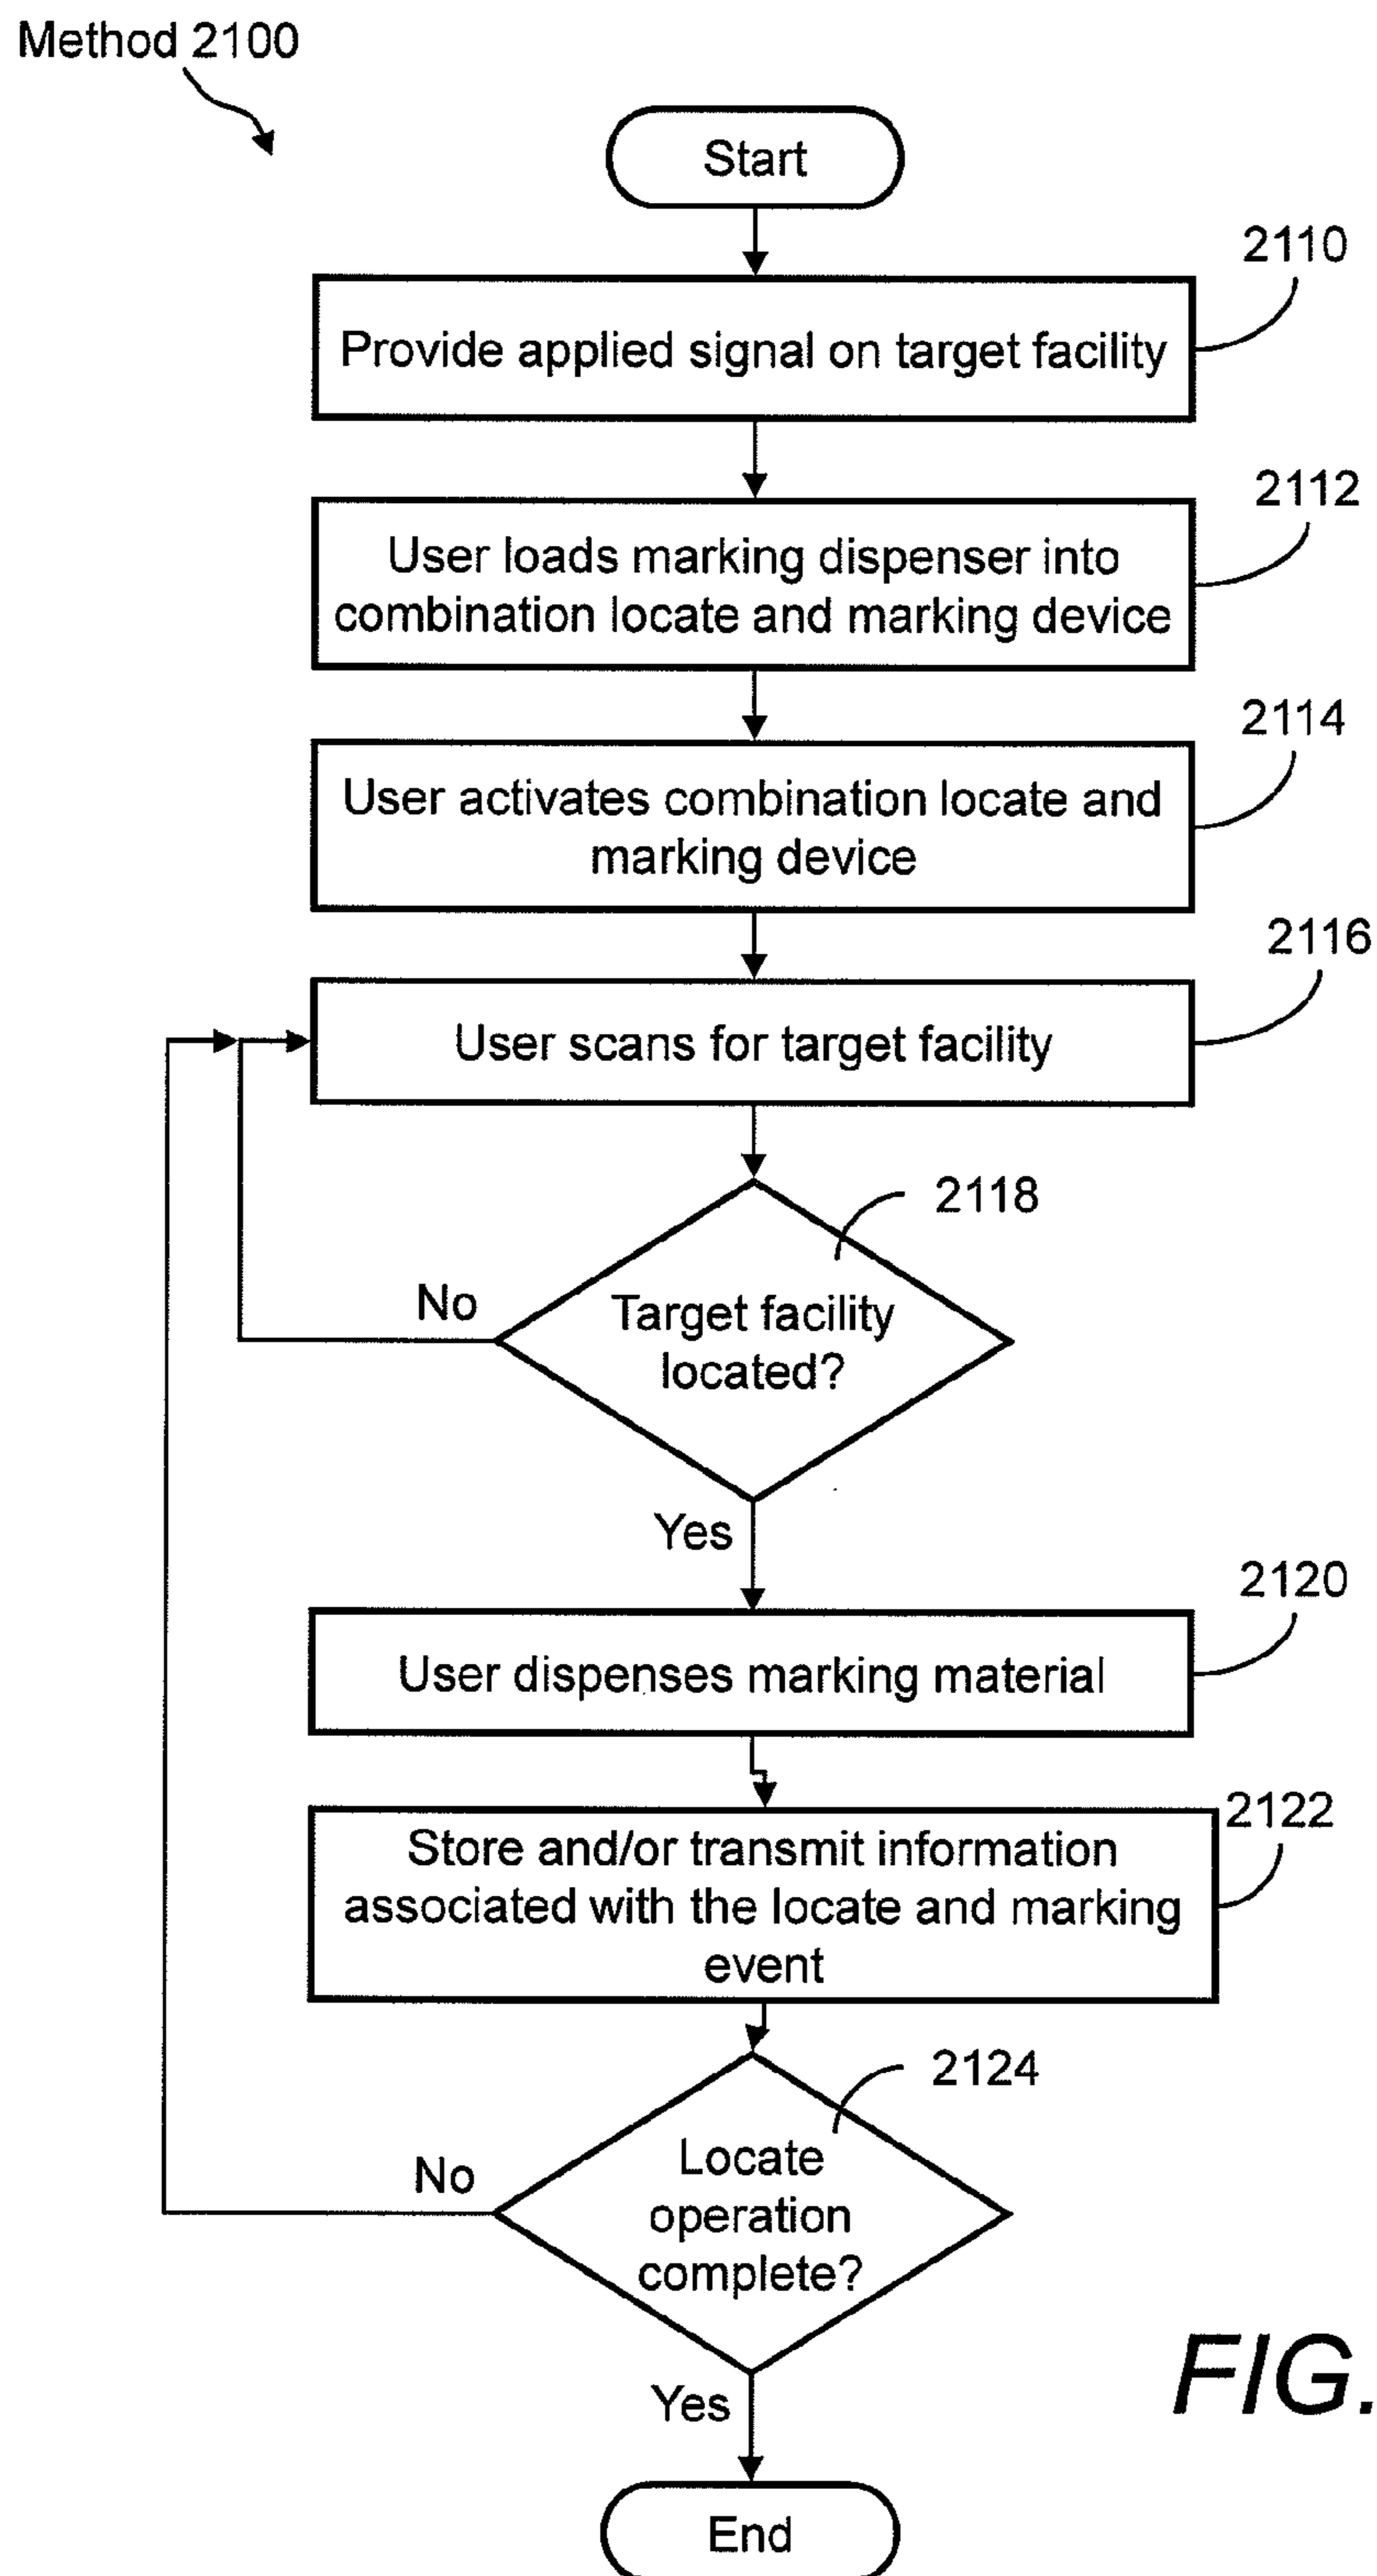 Method 2100
Start
2110
Provide applied signal on target facility
2112
User loads marking dispenser into
combination locate and marking device
2114
User activates combination locate and
marking device
2116
User scans for target facility
2118
No
Target facility
located?
Yes
2120
User dispenses marking material
2122
Store and/or transmit information
associated with the locate and marking
event
2124
No
Locate
operation
complete?
FIG.
Yes
End